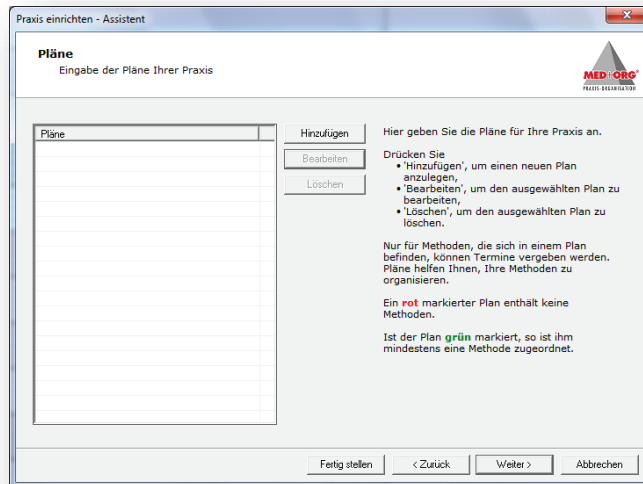 Praxis einrichten - Assistent
Pläne
Eingabe der Pläne Ihrer Praxis
MED+ORG®
PRAXIS-ORGANISATION
Pläne
Hinzufügen
Bearbeiten
Löschen
Hier geben Sie die Pläne für Ihre Praxis an.
Drücken Sie
• 'Hinzufügen', um einen neuen Plan
anzulegen,
• 'Bearbeiten', um den ausgewählten Plan zu
bearbeiten,
• 'Löschen', um den ausgewählten Plan zu
löschen.
Nur für Methoden, die sich in einem Plan
befinden, können Termine vergeben werden.
Pläne helfen Ihnen, Ihre Methoden zu
organisieren.
Ein rot markierter Plan enthält keine
Methoden.
Ist der Plan grün markiert, so ist ihm
mindestens eine Methode zugeordnet.
Fertig stellen
< Zurück
Weiter >
Abbrechen